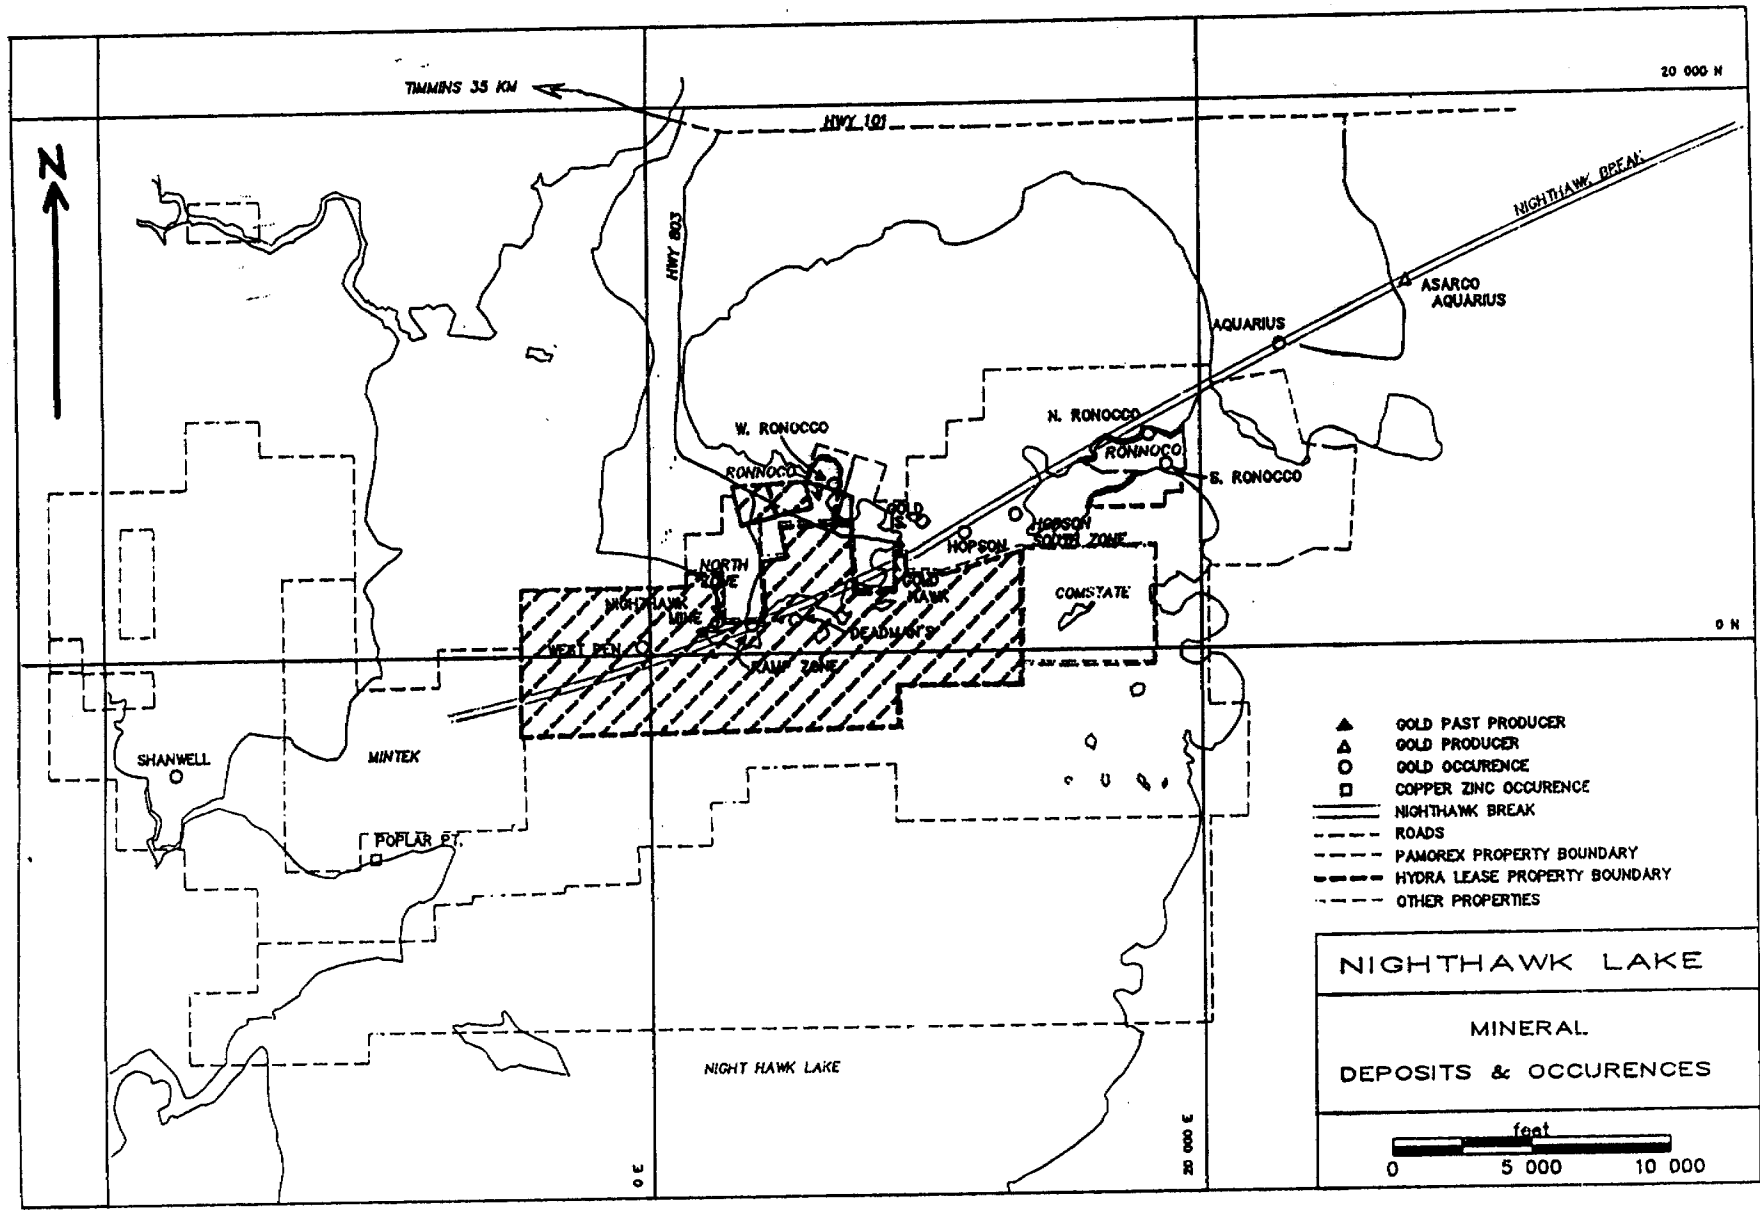 20 000 N
TIMMINS 35 KM
HWY 101
N
NIGHTHAWK BREAK
HWY 803
ASARCO
AQUARIUS
AQUARIUS
N. RONOCCO
W. RONOCCO
RONNOCO
RONNOCO
S. RONOCCO
GOLD
IS.
HOPSON
HOPSON
SOUTH ZONE
NORTH
ZONE
GOLD
HAWK
COMSTATE
NIGHTHAWK
MINE
DEADMAN'S
0 N
WEST PEN
RAMP ZONE
SHANWELL
MINTEK
POPLAR PT.
GOLD PAST PRODUCER
GOLD PRODUCER
GOLD OCCURENCE
COPPER ZINC OCCURENCE
NIGHTHAWK BREAK
ROADS
PAMOREX PROPERTY BOUNDARY
HYDRA LEASE PROPERTY BOUNDARY
OTHER PROPERTIES
NIGHTHAWK LAKE
MINERAL
DEPOSITS & OCCURENCES
NIGHT HAWK LAKE
0 E
20 000 E
feet
0 5 000 10 000